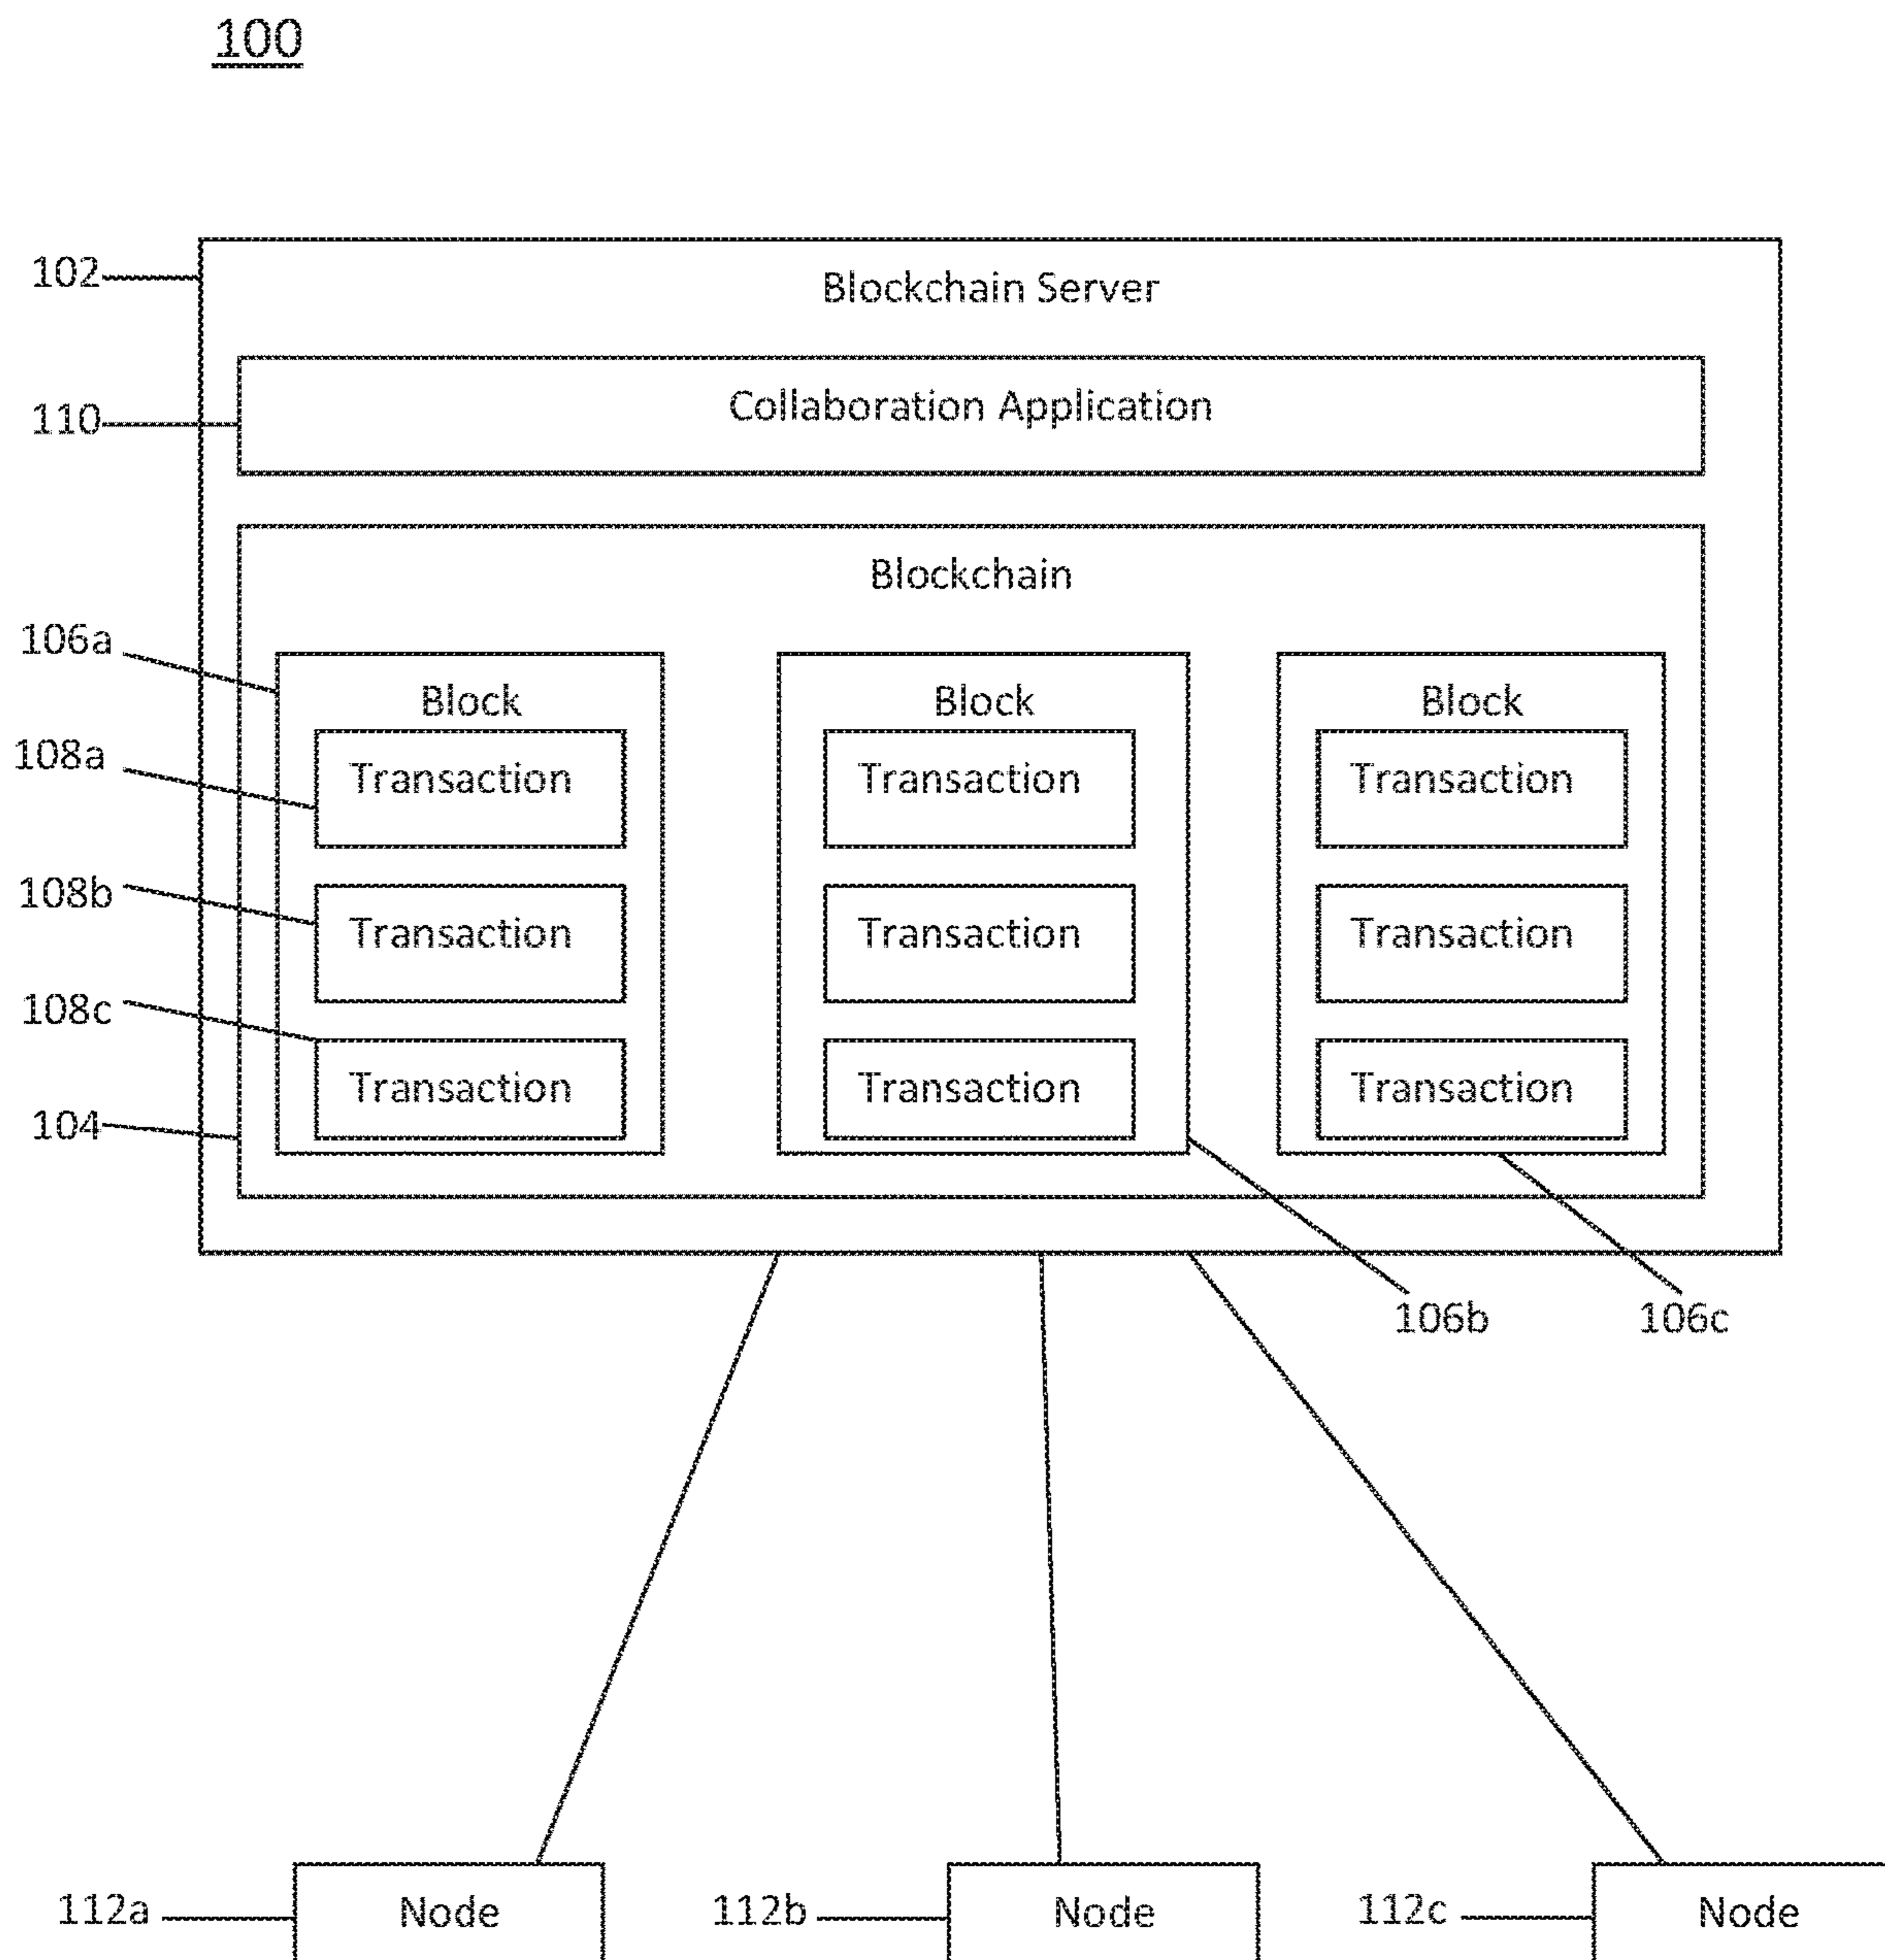 100
102
Blockchain Server
110
Collaboration Application
Blockchain
106a
Block Block Block
108a
Transaction Transaction Transaction
108b
Transaction Transaction Transaction
108c
Transaction Transaction Transaction
104
106b 106c
112a Node 112b Node 112c Node